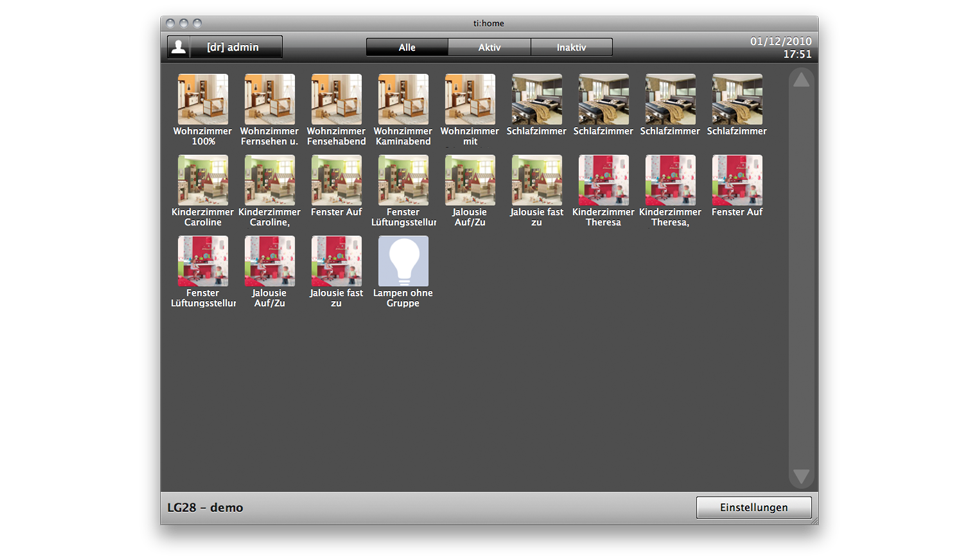 ti:home
[dr] admin
Alle
Aktiv
Inaktiv
01/12/2010
17:51
Wohnzimmer
100%
Wohnzimmer
Fernsehen u.
Wohnzimmer
Fensehabend
Wohnzimmer
Kaminabend
Wohnzimmer
mit
Schlafzimmer
Schlafzimmer
Schlafzimmer
Schlafzimmer
Kinderzimmer
Caroline
Kinderzimmer
Caroline,
Fenster Auf
Fenster
Lüftungsstellur
Jalousie
Auf/Zu
Jalousie fast
zu
Kinderzimmer
Theresa
Kinderzimmer
Theresa,
Fenster Auf
Fenster
Lüftungsstellur
Jalousie
Auf/Zu
Jalousie fast
zu
Lampen ohne
Gruppe
LG28 – demo
Einstellungen